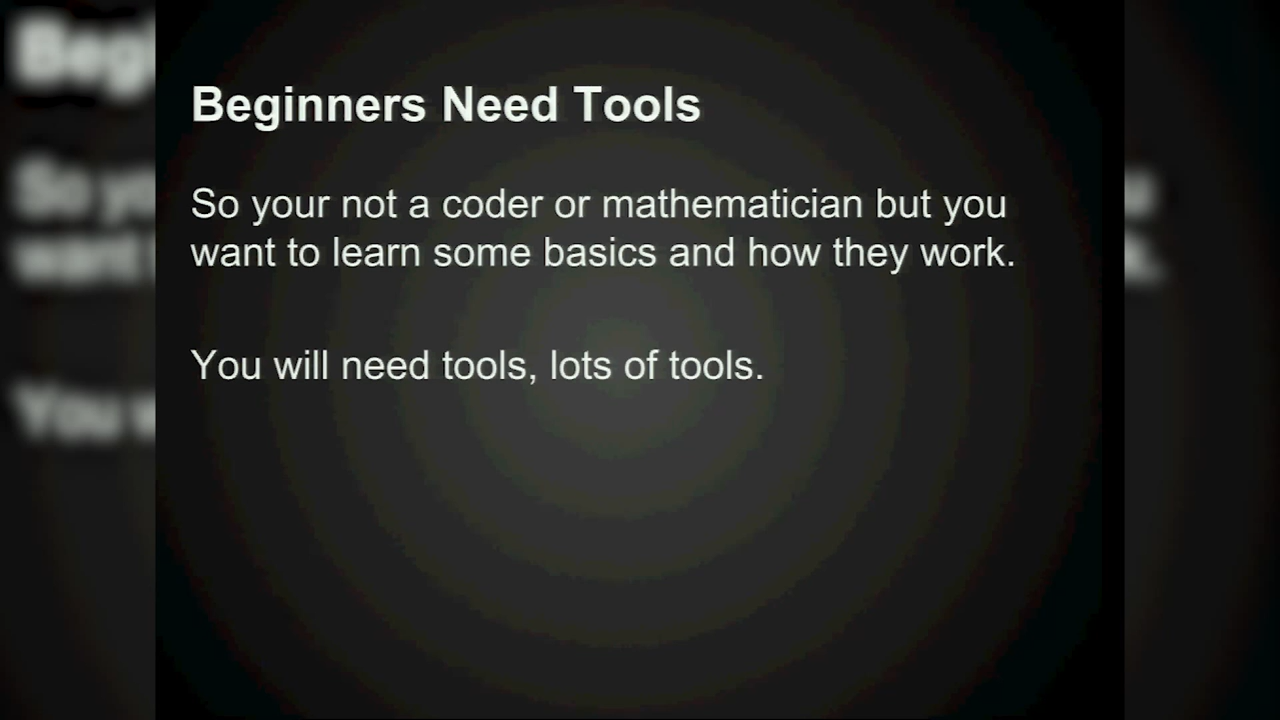 Beginners Need Tools
So your not a coder or mathematician but you
want to learn some basics and how they work.
You will need tools, lots of tools.